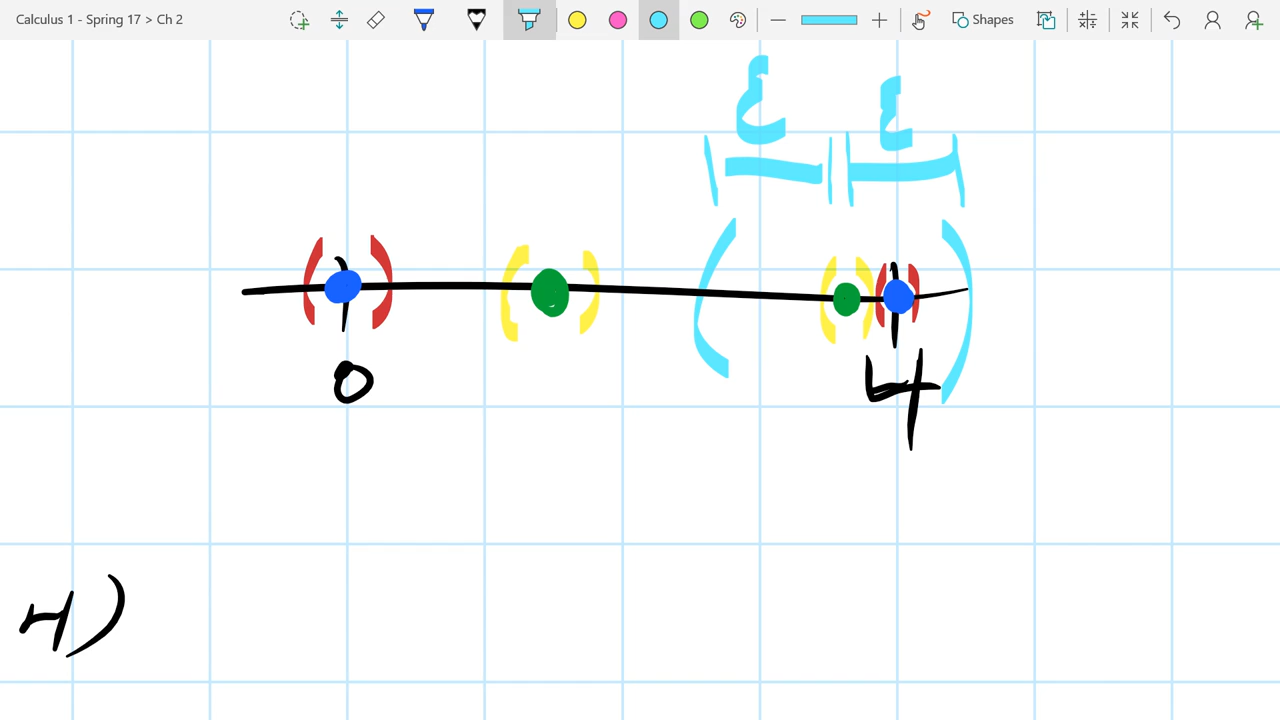 Calculus 1 - Spring 17 > Ch 2
Shapes
ε ε
0 4
4)